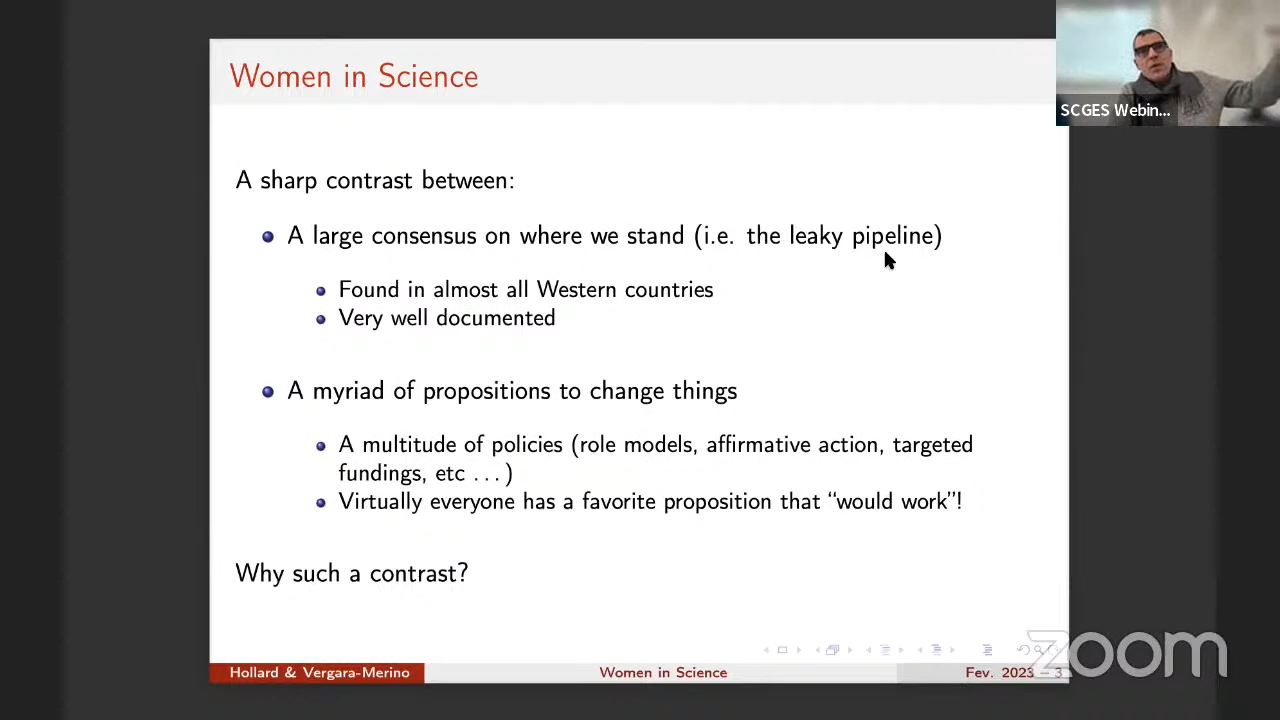 Women in Science
SCGES Webin...
A sharp contrast between:
A large consensus on where we stand (i.e. the leaky pipeline)
Found in almost all Western countries
Very well documented
A myriad of propositions to change things
A multitude of policies (role models, affirmative action, targeted
fundings, etc ...)
Virtually everyone has a favorite proposition that “would work”!
Why such a contrast?
zoom
Hollard & Vergara-Merino
Women in Science
Fev. 2023 – 3